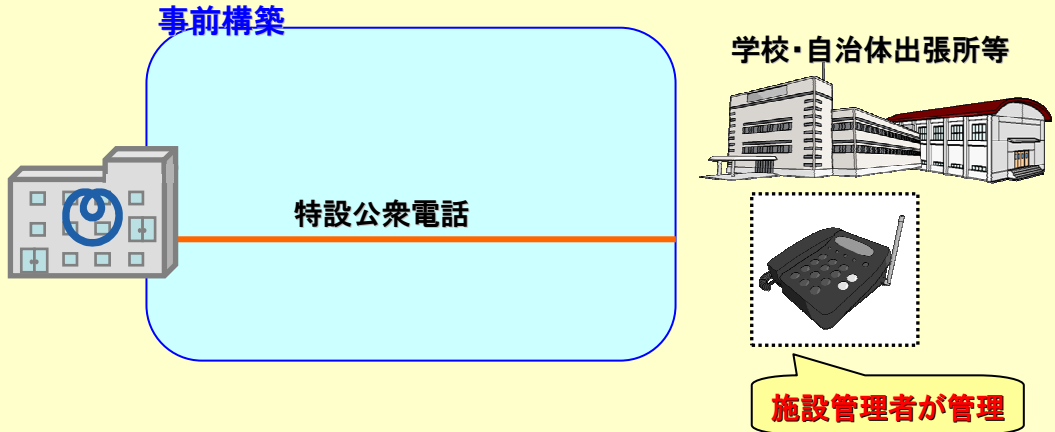 事前構築
学校・自治体出張所等
特設公衆電話
施設管理者が管理